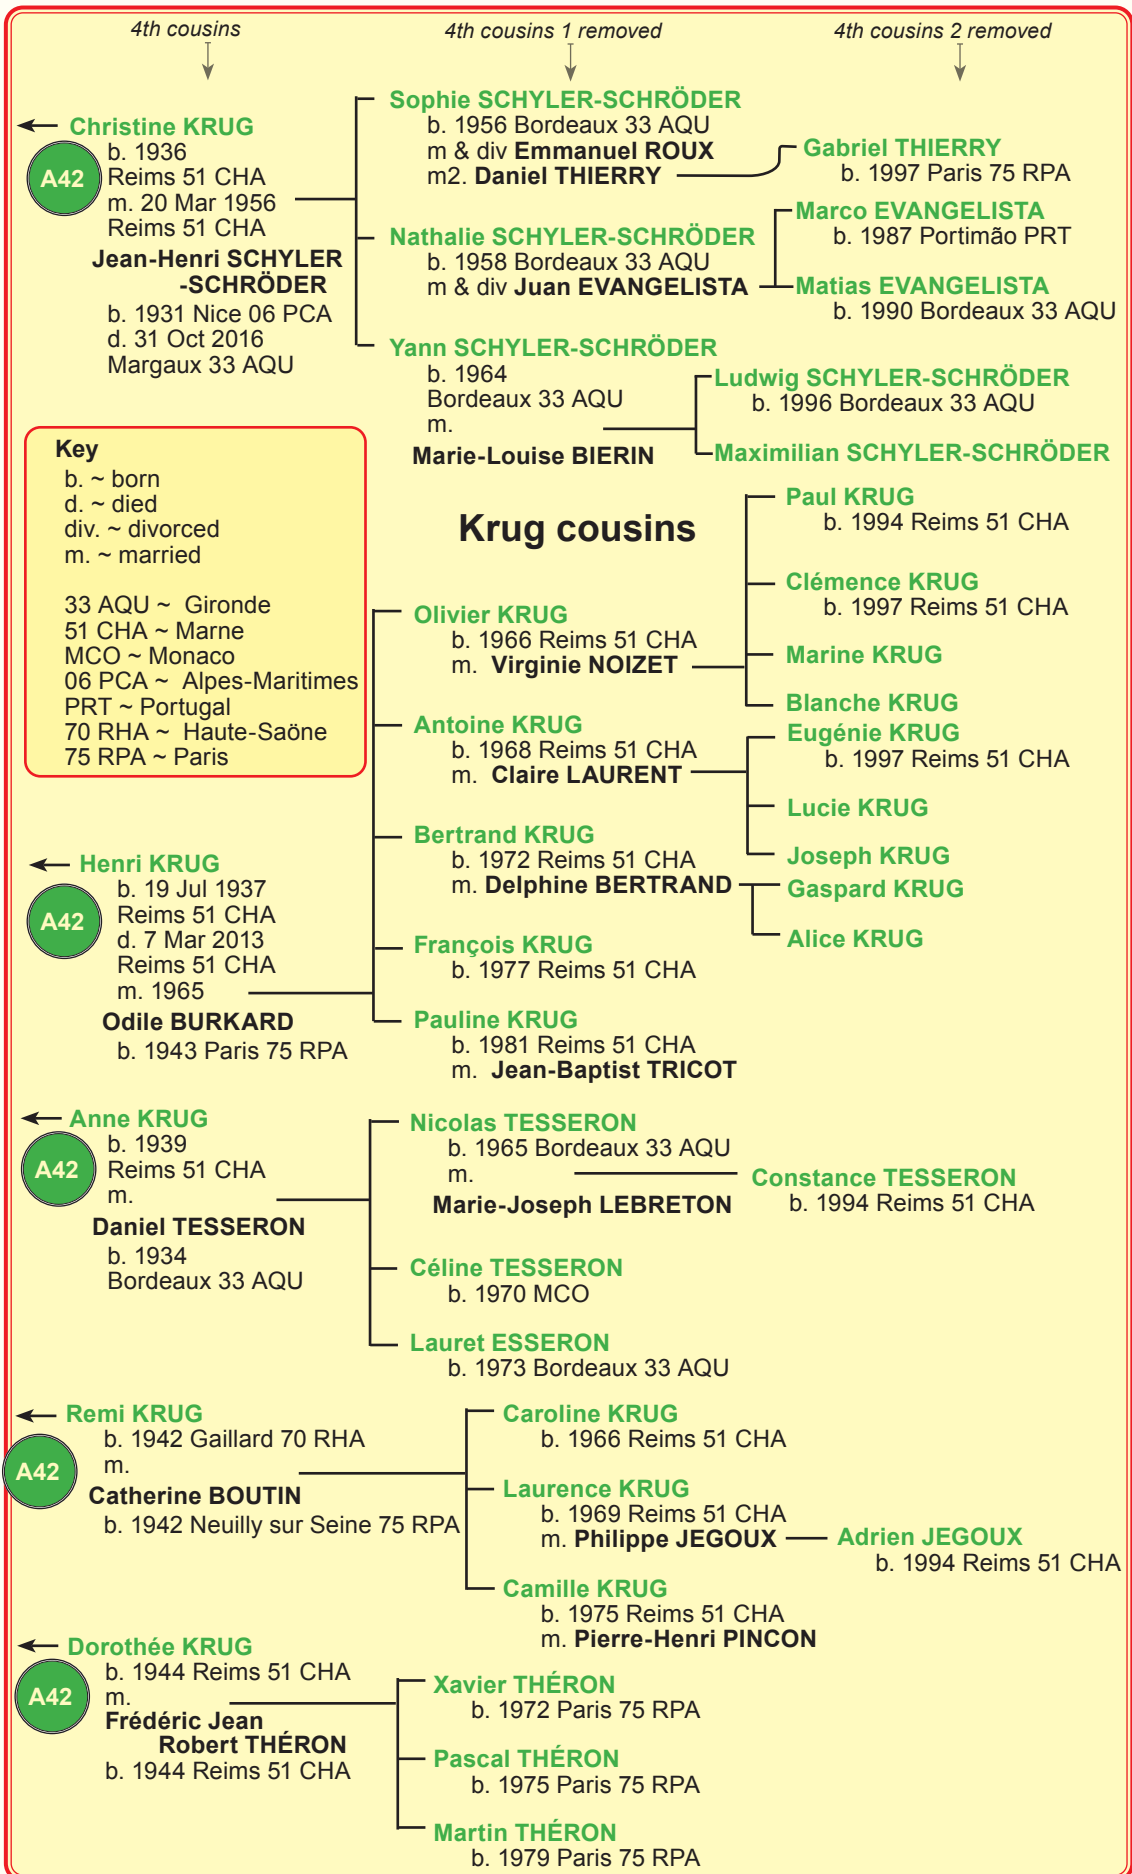 4th cousins
4th cousins 1 removed
4th cousins 2 removed
Christine KRUG
A42
b. 1936
Reims 51 CHA
m. 20 Mar 1956
Reims 51 CHA
Jean-Henri SCHYLER
-SCHRÖDER
b. 1931 Nice 06 PCA
d. 31 Oct 2016
Margaux 33 AQU
Sophie SCHYLER-SCHRÖDER
b. 1956 Bordeaux 33 AQU
m & div Emmanuel ROUX
m2. Daniel THIERRY
Gabriel THIERRY
b. 1997 Paris 75 RPA
Nathalie SCHYLER-SCHRÖDER
b. 1958 Bordeaux 33 AQU
m & div Juan EVANGELISTA
Marco EVANGELISTA
b. 1987 Portimão PRT
Matias EVANGELISTA
b. 1990 Bordeaux 33 AQU
Yann SCHYLER-SCHRÖDER
b. 1964
Bordeaux 33 AQU
m.
Marie-Louise BIERIN
Ludwig SCHYLER-SCHRÖDER
b. 1996 Bordeaux 33 AQU
Maximilian SCHYLER-SCHRÖDER
Key
b. ~ born
d. ~ died
div. ~ divorced
m. ~ married
33 AQU ~ Gironde
51 CHA ~ Marne
MCO ~ Monaco
06 PCA ~ Alpes-Maritimes
PRT ~ Portugal
70 RHA ~ Haute-Saöne
75 RPA ~ Paris
Krug cousins
Henri KRUG
A42
b. 19 Jul 1937
Reims 51 CHA
d. 7 Mar 2013
Reims 51 CHA
m. 1965
Odile BURKARD
b. 1943 Paris 75 RPA
Olivier KRUG
b. 1966 Reims 51 CHA
m. Virginie NOIZET
Paul KRUG
b. 1994 Reims 51 CHA
Clémence KRUG
b. 1997 Reims 51 CHA
Marine KRUG
Blanche KRUG
Antoine KRUG
b. 1968 Reims 51 CHA
m. Claire LAURENT
Eugénie KRUG
b. 1997 Reims 51 CHA
Lucie KRUG
Joseph KRUG
Bertrand KRUG
b. 1972 Reims 51 CHA
m. Delphine BERTRAND
Gaspard KRUG
Alice KRUG
François KRUG
b. 1977 Reims 51 CHA
Pauline KRUG
b. 1981 Reims 51 CHA
m. Jean-Baptist TRICOT
Anne KRUG
A42
b. 1939
Reims 51 CHA
m.
Daniel TESSERON
b. 1934
Bordeaux 33 AQU
Nicolas TESSERON
b. 1965 Bordeaux 33 AQU
m.
Marie-Joseph LEBRETON
Constance TESSERON
b. 1994 Reims 51 CHA
Céline TESSERON
b. 1970 MCO
Lauret ESSERON
b. 1973 Bordeaux 33 AQU
Remi KRUG
A42
b. 1942 Gaillard 70 RHA
m.
Catherine BOUTIN
b. 1942 Neuilly sur Seine 75 RPA
Caroline KRUG
b. 1966 Reims 51 CHA
Laurence KRUG
b. 1969 Reims 51 CHA
m. Philippe JEGOUX
Adrien JEGOUX
b. 1994 Reims 51 CHA
Camille KRUG
b. 1975 Reims 51 CHA
m. Pierre-Henri PINCON
Dorothée KRUG
A42
b. 1944 Reims 51 CHA
m.
Frédéric Jean
Robert THÉRON
b. 1944 Reims 51 CHA
Xavier THÉRON
b. 1972 Paris 75 RPA
Pascal THÉRON
b. 1975 Paris 75 RPA
Martin THÉRON
b. 1979 Paris 75 RPA